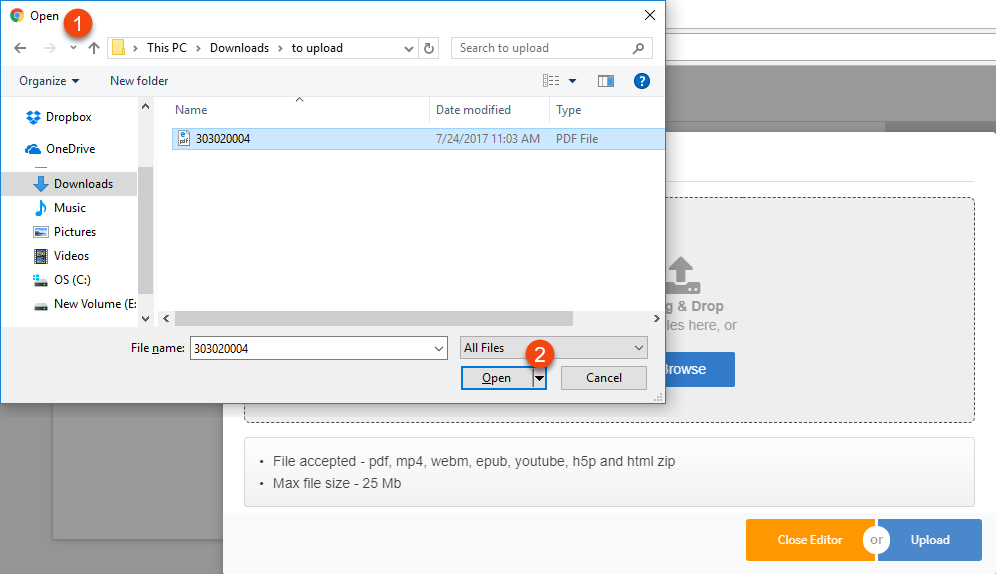 Open
1
This PC > Downloads > to upload
Search to upload
Organize
New folder
?
Name
Date modified
Type
Dropbox
OneDrive
Downloads
Music
Pictures
Videos
OS (C:)
New Volume (E:
303020004
7/24/2017 11:03 AM
PDF File
File name:
303020004
All Files
2
Open
Cancel
g & Drop
les here, or
rowse
• File accepted - pdf, mp4, webm, epub, youtube, h5p and html zip
• Max file size - 25 Mb
Close Editor
or
Upload